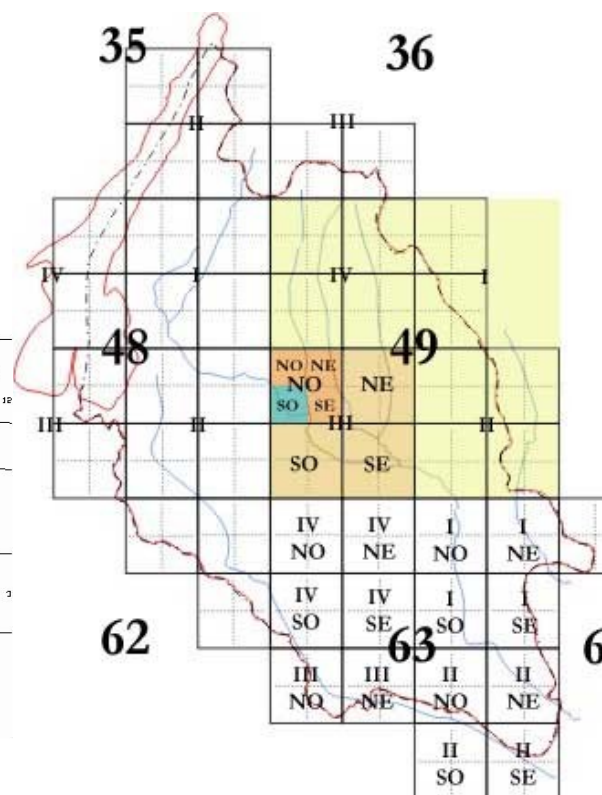 35 36
II III
IV I IV I
48 49
NO NE
NO NE
SO SE
III II III II
SO SE
IV IV I I
NO NE NO NE
IV IV I I
SO SE SO SE
62 63 6
III III II II
NO NE NO NE
II II
SO SE